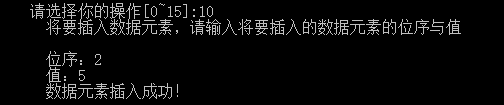 请选择你的操作[0~15]:10
将要插入数据元素，请输入将要插入的数据元素的位序与值
位序：2
值：5
数据元素插入成功!